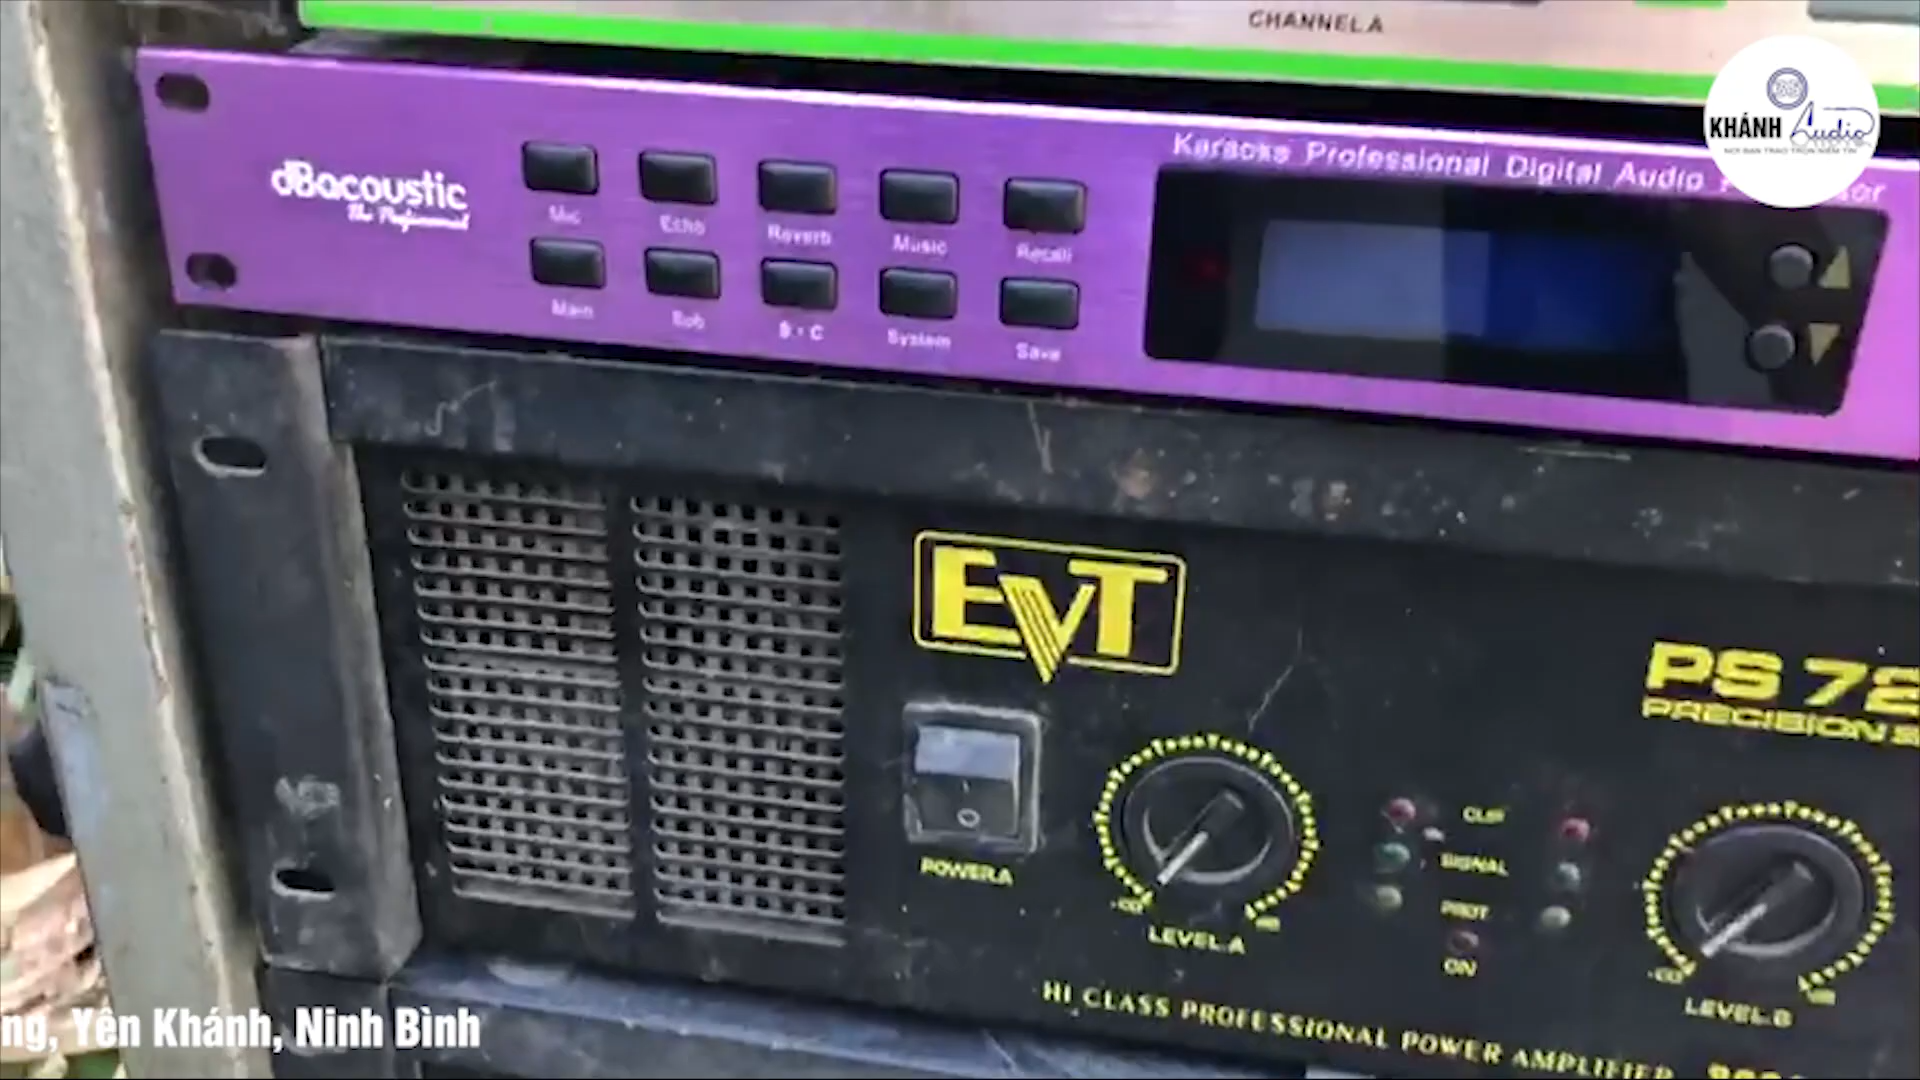 CHANNEL A
KHÁNH Audio
Karaoke Professional Digital Audio
dBacoustic
The Professional
Mic Echo Reverb Music Recall
Main Sub S•C System Save
EVT
PS 72
PRECISION
POWER A
CLIP
SIGNAL
PROT
ON
LEVEL A
LEVEL B
HI CLASS PROFESSIONAL POWER AMPLIFIER
ng, Yên Khánh, Ninh Bình